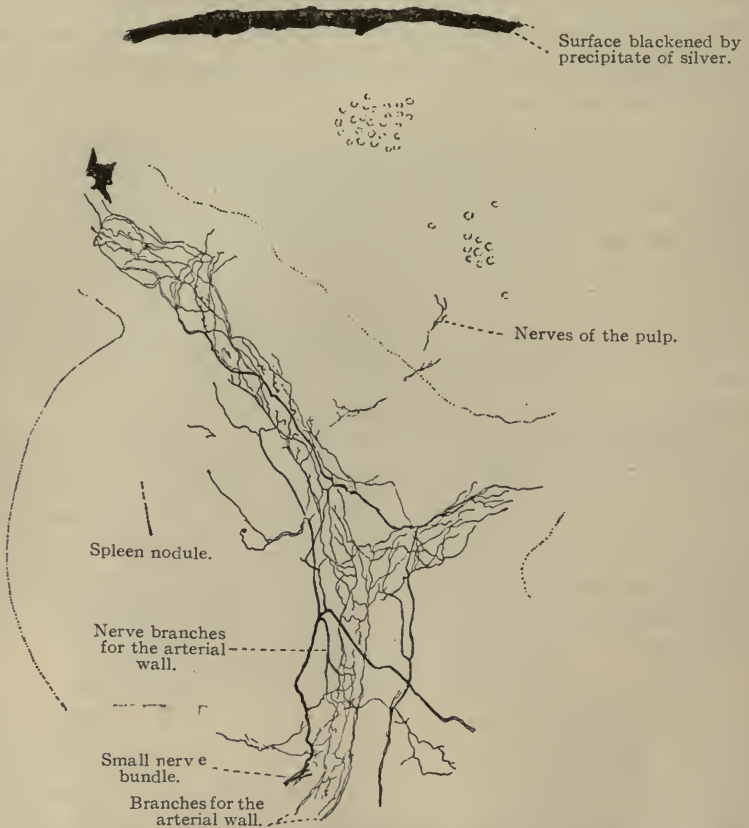 Surface blackened by
precipitate of silver.
Nerves of the pulp.
Spleen nodule.
Nerve branches
for the arterial
wall.
Small nerve
bundle.
Branches for the
arterial wall.